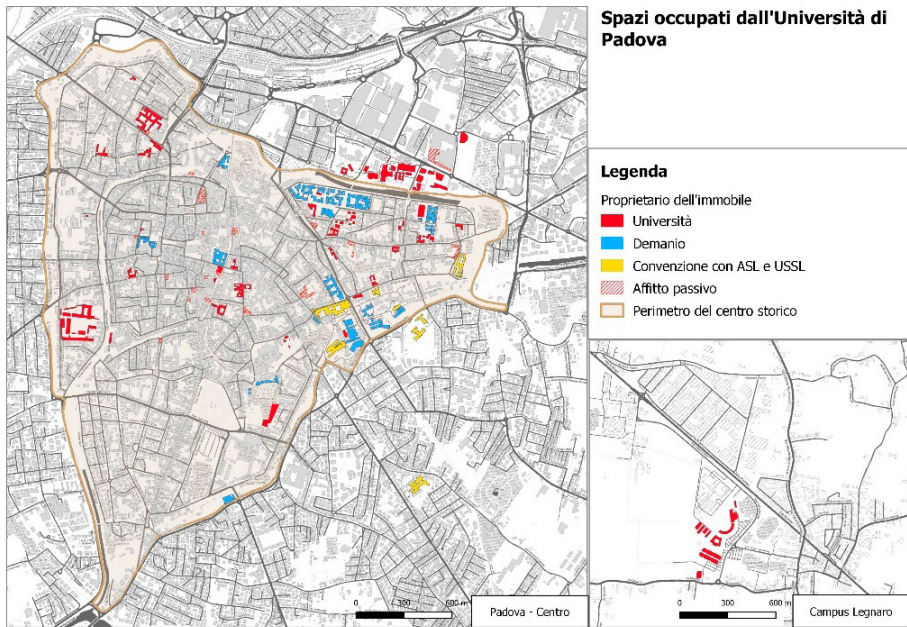 Spazi occupati dall'Università di
Padova
Legenda
Proprietario dell'immobile
Università
Demanio
Convenzione con ASL e USSL
Affitto passivo
Perimetro del centro storico
0 300 600 m
Padova - Centro
0 300 600 m
Campus Legnaro